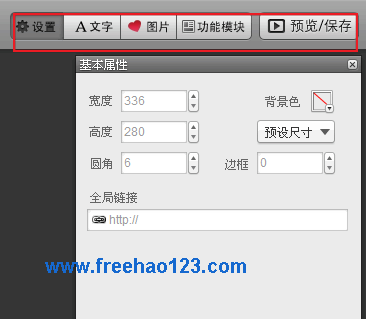 设置 A 文字 图片 功能模块 预览/保存
基本属性
宽度 336 背景色
高度 280 预设尺寸
圆角 6 边框 0
全局链接
http://
www.freehao123.com